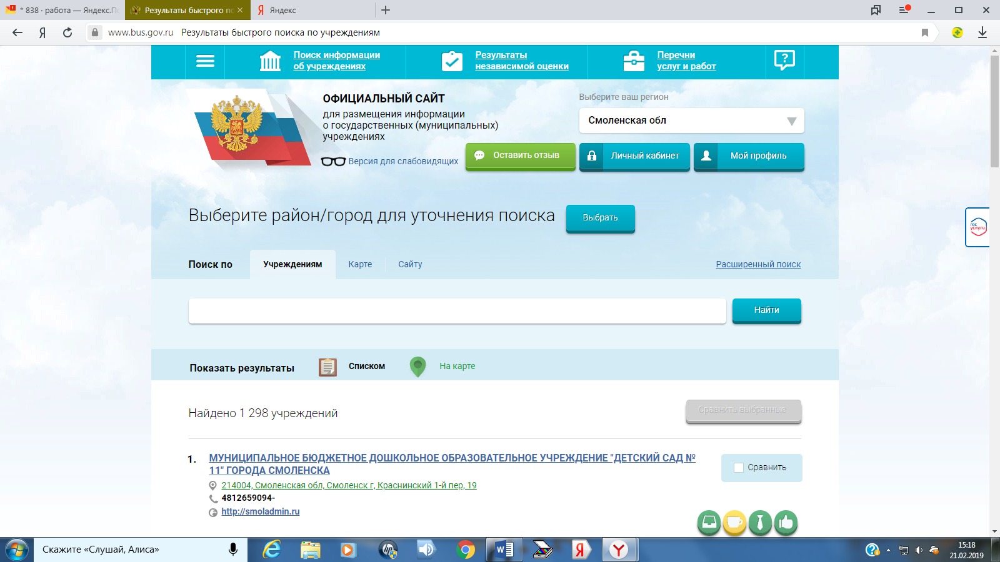 * 838 · работа — Яндекс.По
Результаты быстрого по
Яндекс
www.bus.gov.ru Результаты быстрого поиска по учреждениям
Поиск информации
об учреждениях
Результаты
независимой оценки
Перечни
услуг и работ
ОФИЦИАЛЬНЫЙ САЙТ
для размещения информации
о государственных (муниципальных)
учреждениях
Версия для слабовидящих
Выберите ваш регион
Смоленская обл
Оставить отзыв
Личный кабинет
Мой профиль
Выберите район/город для уточнения поиска
Выбрать
гос
услуги
Поиск по
Учреждениям
Карте
Сайту
Расширенный поиск
Найти
Показать результаты
Списком
На карте
Найдено 1 298 учреждений
Сравнить выбранные
1. МУНИЦИПАЛЬНОЕ БЮДЖЕТНОЕ ДОШКОЛЬНОЕ ОБРАЗОВАТЕЛЬНОЕ УЧРЕЖДЕНИЕ "ДЕТСКИЙ САД №
11" ГОРОДА СМОЛЕНСКА
Сравнить
214004, Смоленская обл, Смоленск г, Краснинский 1-й пер, 19
4812659094-
http://smoladmin.ru
Скажите «Слушай, Алиса»
15:18
21.02.2019